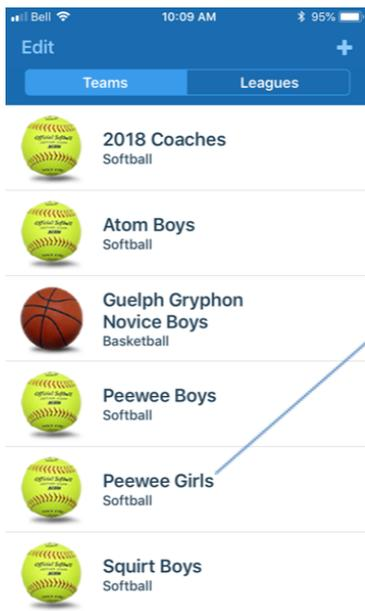 Bell 10:09 AM 95%
Edit +
Teams Leagues
2018 Coaches
Softball
Atom Boys
Softball
Guelph Gryphon
Novice Boys
Basketball
Peewee Boys
Softball
Peewee Girls
Softball
Squirt Boys
Softball